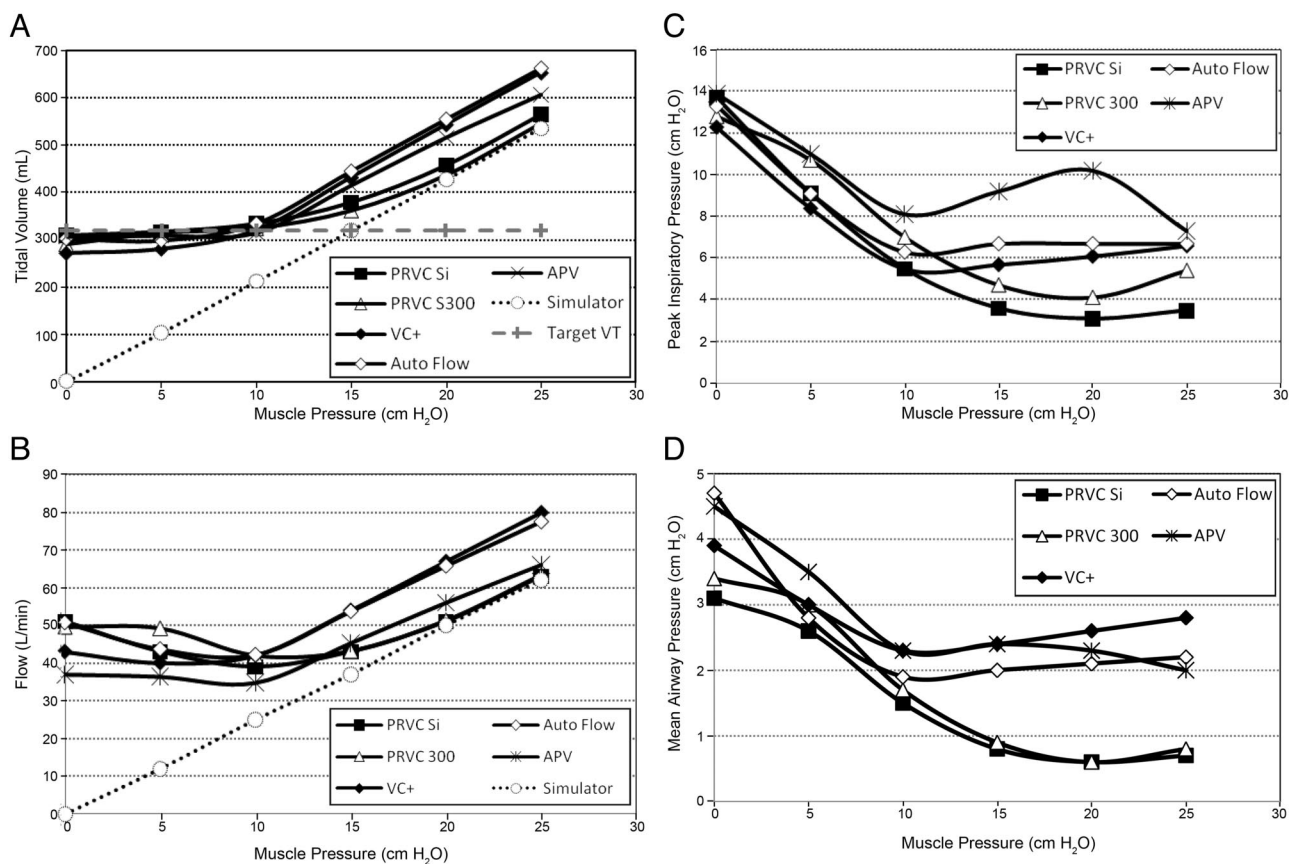 A
700
600
500
400
300
200
100
0
Tidal Volume (mL)
PRVC Si
APV
PRVC S300
Simulator
VC+
Target VT
Auto Flow
0 5 10 15 20 25 30
Muscle Pressure (cm H₂O)
B
90
80
70
60
50
40
30
20
10
0
Flow (L/min)
PRVC Si
Auto Flow
PRVC 300
APV
VC+
Simulator
0 5 10 15 20 25 30
Muscle Pressure (cm H₂O)
C
16
14
12
10
8
6
4
2
0
Peak Inspiratory Pressure (cm H₂O)
PRVC Si
Auto Flow
PRVC 300
APV
VC+
0 5 10 15 20 25 30
Muscle Pressure (cm H₂O)
D
5
4
3
2
1
0
Mean Airway Pressure (cm H₂O)
PRVC Si
Auto Flow
PRVC 300
APV
VC+
0 5 10 15 20 25 30
Muscle Pressure (cm H₂O)